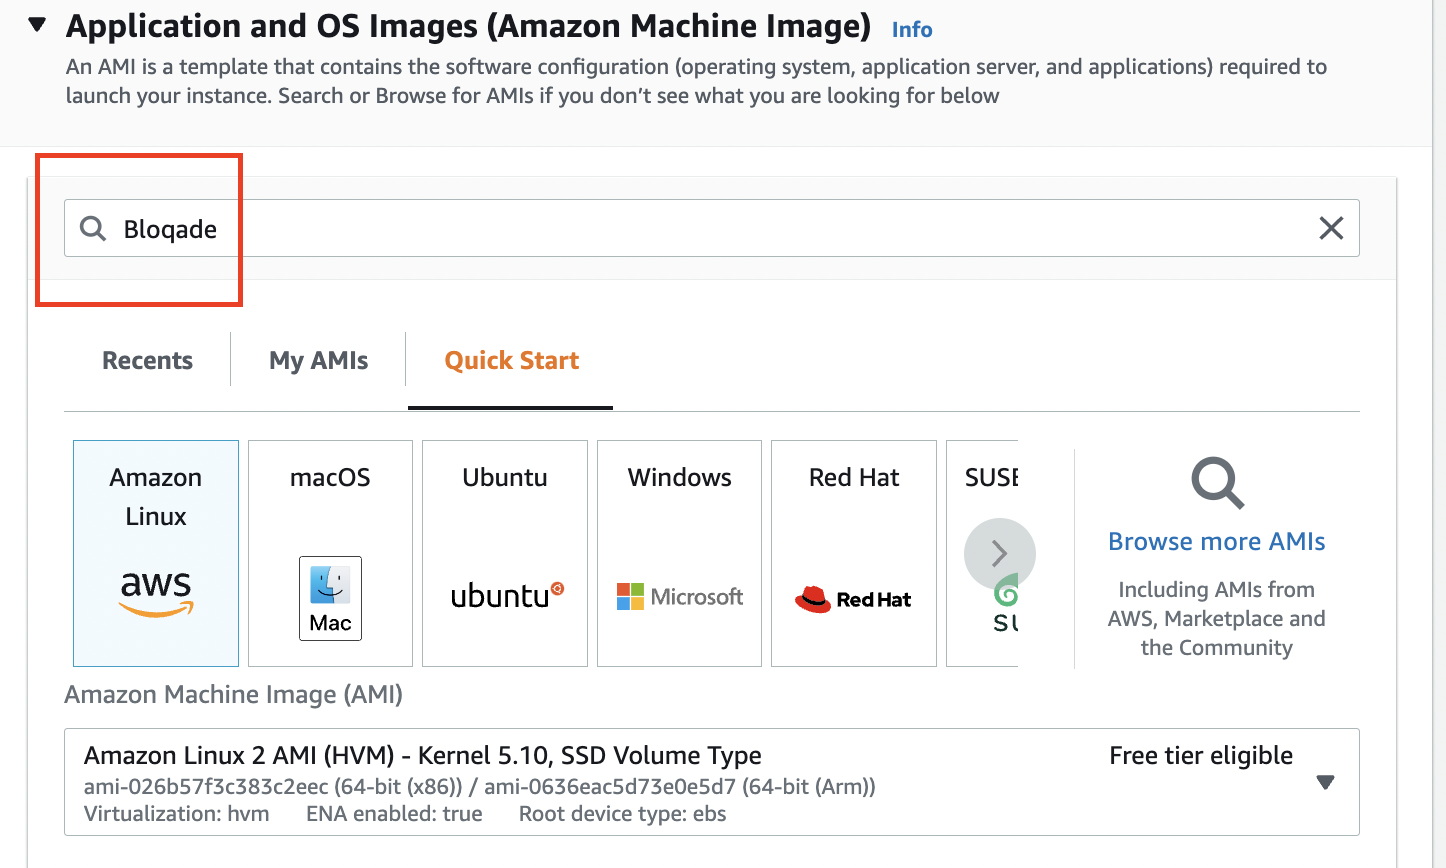 Application and OS Images (Amazon Machine Image) Info
An AMI is a template that contains the software configuration (operating system, application server, and applications) required to
launch your instance. Search or Browse for AMIs if you don’t see what you are looking for below
Bloqade
Recents
My AMIs
Quick Start
Amazon
Linux
aws
macOS
Mac
Ubuntu
ubuntu
Windows
Microsoft
Red Hat
Red Hat
SUSE
SU
Browse more AMIs
Including AMIs from
AWS, Marketplace and
the Community
Amazon Machine Image (AMI)
Amazon Linux 2 AMI (HVM) - Kernel 5.10, SSD Volume Type
Free tier eligible
ami-026b57f3c383c2eec (64-bit (x86)) / ami-0636eac5d73e0e5d7 (64-bit (Arm))
Virtualization: hvm ENA enabled: true Root device type: ebs